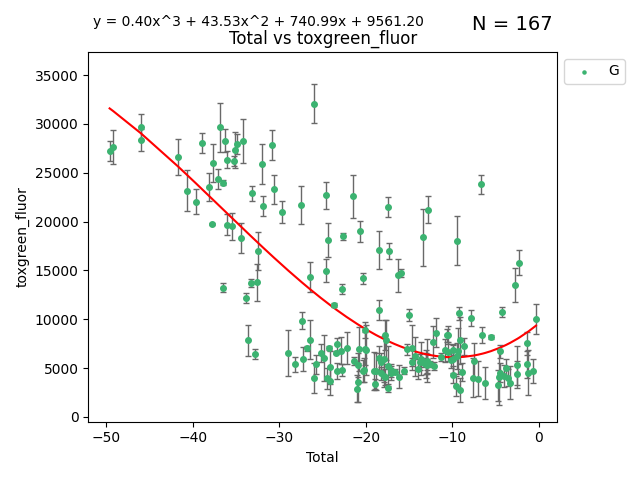 y = 0.40x^3 + 43.53x^2 + 740.99x + 9561.20
N = 167
Total vs toxgreen_fluor
G
35000
30000
25000
20000
15000
10000
5000
0
toxgreen_fluor
−50
−40
−30
−20
−10
0
Total